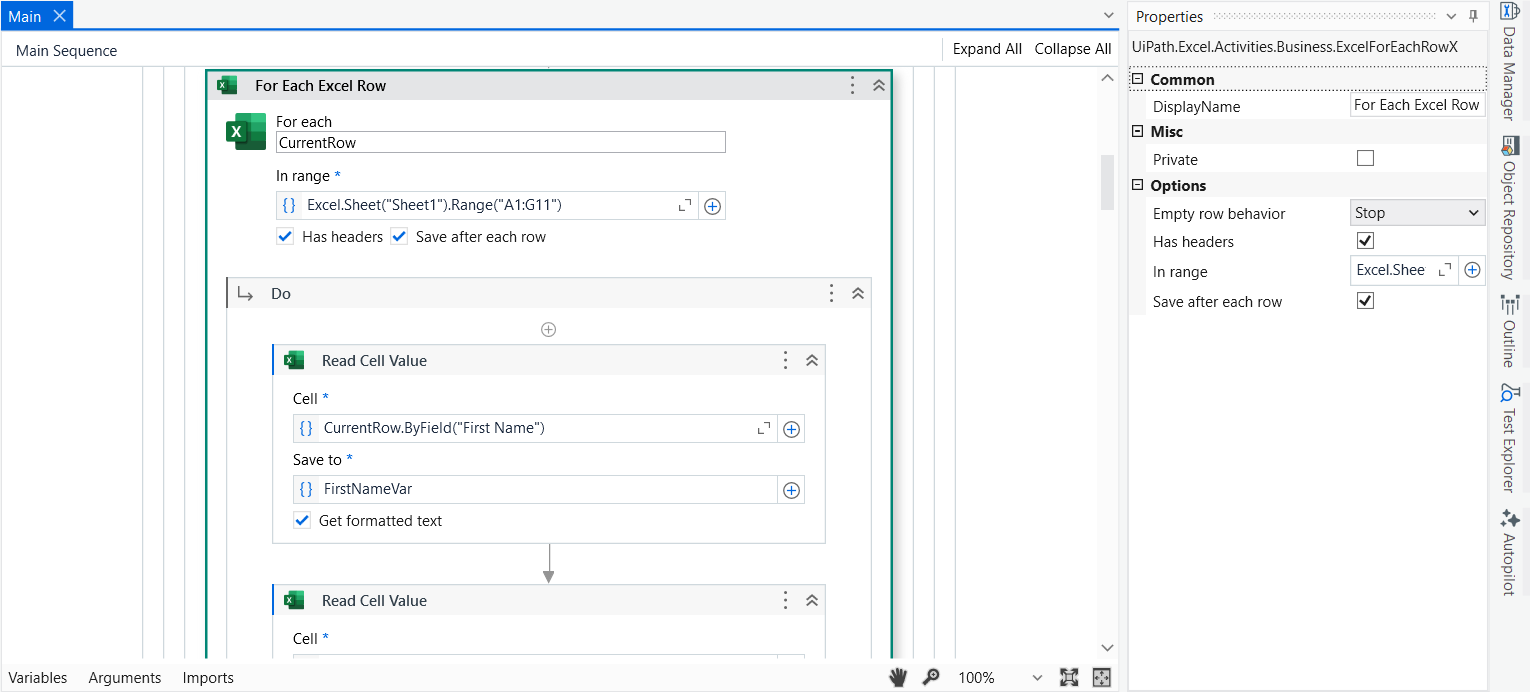 Main
Main Sequence
Expand All Collapse All
For Each Excel Row
For each
CurrentRow
In range *
{} Excel.Sheet("Sheet1").Range("A1:G11")
Has headers Save after each row
Do
Read Cell Value
Cell *
{} CurrentRow.ByField("First Name")
Save to *
{} FirstNameVar
Get formatted text
Read Cell Value
Cell *
Variables Arguments Imports
100%
Properties
UiPath.Excel.Activities.Business.ExcelForEachRowX
Common
DisplayName For Each Excel Row
Misc
Private
Options
Empty row behavior Stop
Has headers
In range Excel.Shee
Save after each row
Data Manager
Object Repository
Outline
Test Explorer
Autopilot